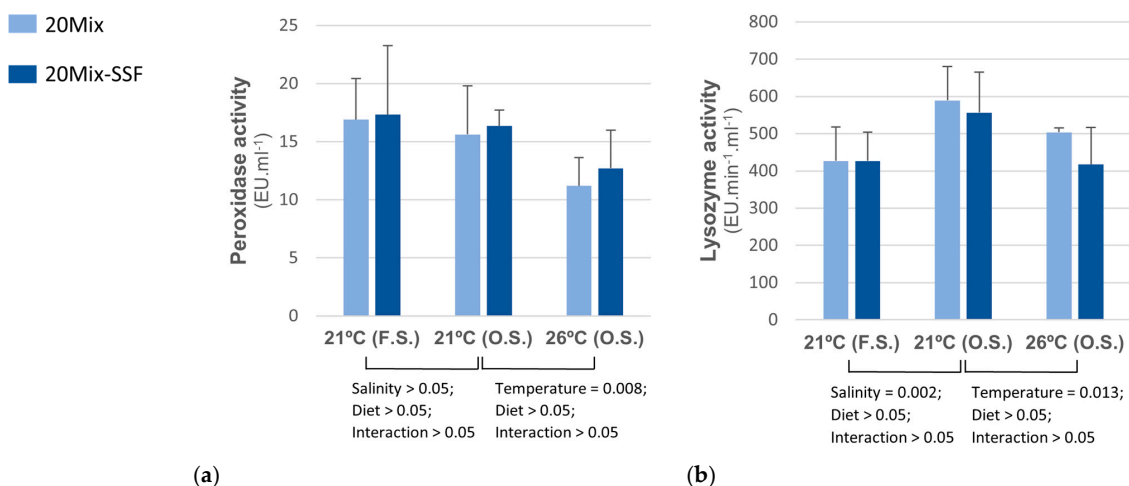 20Mix
20Mix-SSF
Peroxidase activity
(EU.ml⁻¹)
25
20
15
10
5
0
21ºC (F.S.) 21ºC (O.S.) 26ºC (O.S.)
Salinity > 0.05;
Diet > 0.05;
Interaction > 0.05
Temperature = 0.008;
Diet > 0.05;
Interaction > 0.05
(a)
Lysozyme activity
(EU.min⁻¹.ml⁻¹)
800
700
600
500
400
300
200
100
0
21ºC (F.S.) 21ºC (O.S.) 26ºC (O.S.)
Salinity = 0.002;
Diet > 0.05;
Interaction > 0.05
Temperature = 0.013;
Diet > 0.05;
Interaction > 0.05
(b)